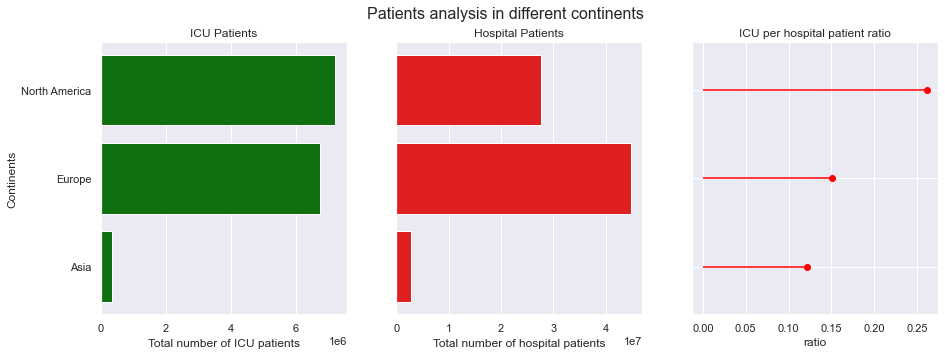 Patients analysis in different continents
ICU Patients
Hospital Patients
ICU per hospital patient ratio
Continents
North America
Europe
Asia
0 2 4 6
1e6
Total number of ICU patients
0 1 2 3 4
1e7
Total number of hospital patients
0.00 0.05 0.10 0.15 0.20 0.25
ratio